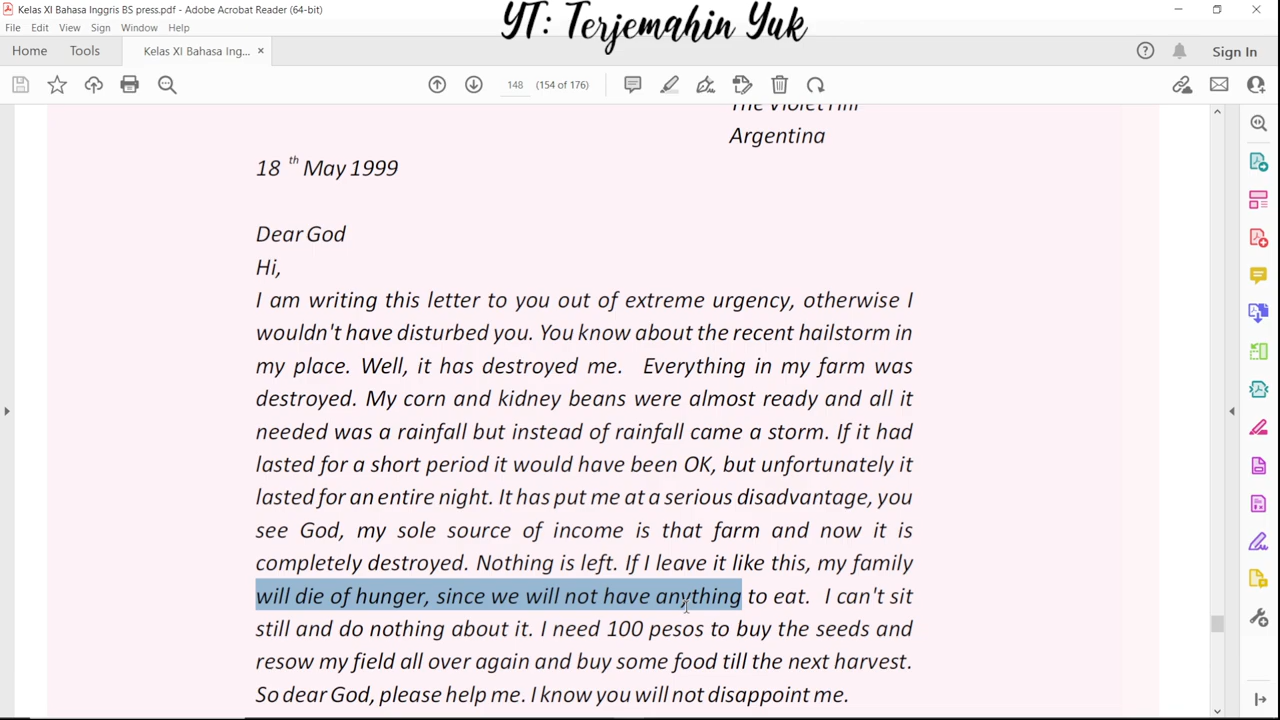 Kelas XI Bahasa Inggris BS press.pdf - Adobe Acrobat Reader (64-bit)
YT: Terjemahin Yuk
File Edit View Sign Window Help
Home Tools Kelas XI Bahasa Ing... × Sign In
148 (154 of 176)
The Violet Hill
Argentina
18 th May 1999
Dear God
Hi,
I am writing this letter to you out of extreme urgency, otherwise I
wouldn't have disturbed you. You know about the recent hailstorm in
my place. Well, it has destroyed me. Everything in my farm was
destroyed. My corn and kidney beans were almost ready and all it
needed was a rainfall but instead of rainfall came a storm. If it had
lasted for a short period it would have been OK, but unfortunately it
lasted for an entire night. It has put me at a serious disadvantage, you
see God, my sole source of income is that farm and now it is
completely destroyed. Nothing is left. If I leave it like this, my family
will die of hunger, since we will not have anything to eat. I can't sit
still and do nothing about it. I need 100 pesos to buy the seeds and
resow my field all over again and buy some food till the next harvest.
So dear God, please help me. I know you will not disappoint me.